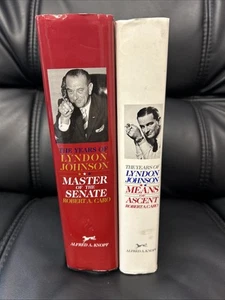 THE YEARS OF
LYNDON
JOHNSON
MASTER
OF THE
SENATE
ROBERT A. CARO
ALFRED A. KNOPF
THE YEARS OF
LYNDON
JOHNSON
MEANS
OF
ASCENT
ROBERT A. CARO
ALFRED A. KNOPF